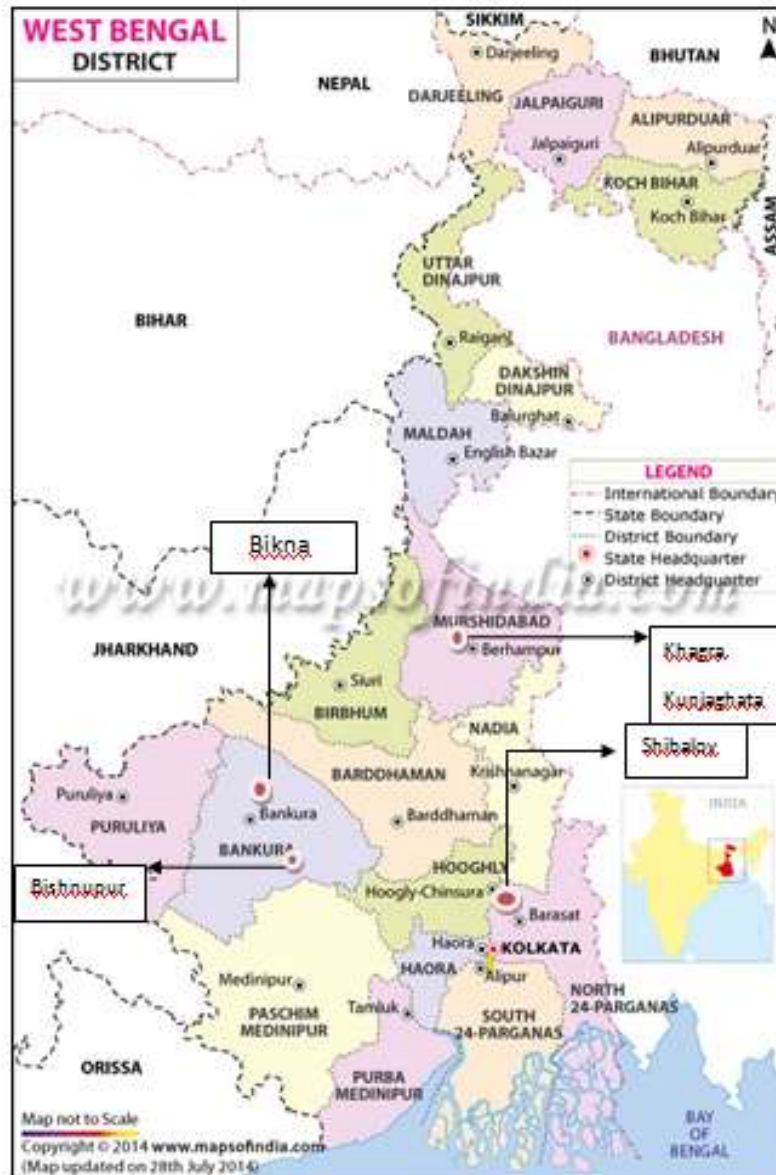 WEST BENGAL
DISTRICT
N
SIKKIM
Darjeeling
BHUTAN
NEPAL
DARJEELING
JALPAIGURI
ALIPURDUAR
Jalpaiguri
Alipurduar
KOCH BIHAR
Koch Bihar
ASSAM
UTTAR
DINAJPUR
BIHAR
BANGLADESH
Raiganj
DAKSHIN
DINAJPUR
Balurghat
MALDAH
English Bazar
LEGEND
International Boundary
State Boundary
District Boundary
State Headquarter
District Headquarter
Bikna
www.mapsofindia.com
MURSHIDABAD
Berhampur
Khagra
Kunjaghata
JHARKHAND
Siuri
BIRBHUM
NADIA
Shibaloy
BARDDHAMAN
Krishnanagar
Puruliya
PURULIYA
Bankura
Barddhaman
INDIA
BANKURA
HOOGHLY
Bishnupur
Hoogly-Chinsura
Barasat
Haora
KOLKATA
HAORA
Alipur
Medinipur
PASCHIM
MEDINIPUR
Tamluk
SOUTH
24-PARGANAS
NORTH
24-PARGANAS
ORISSA
PURBA
MEDINIPUR
BAY
OF
BENGAL
Map not to Scale
Copyright © 2014 www.mapsofindia.com
(Map updated on 28th July 2014)